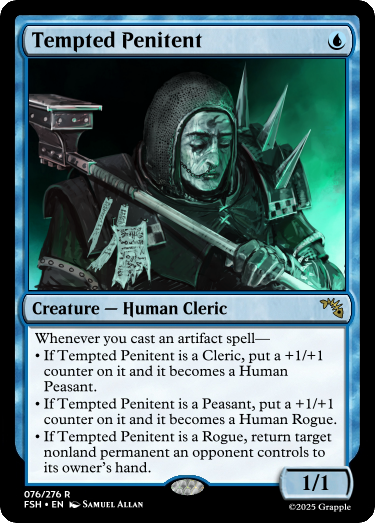 Tempted Penitent
Creature — Human Cleric
Whenever you cast an artifact spell—
• If Tempted Penitent is a Cleric, put a +1/+1
counter on it and it becomes a Human
Peasant.
• If Tempted Penitent is a Peasant, put a +1/+1
counter on it and it becomes a Human Rogue.
• If Tempted Penitent is a Rogue, return target
nonland permanent an opponent controls to
its owner's hand.
1/1
076/276 R
FSH • EN Samuel Allan
©2025 Grapple